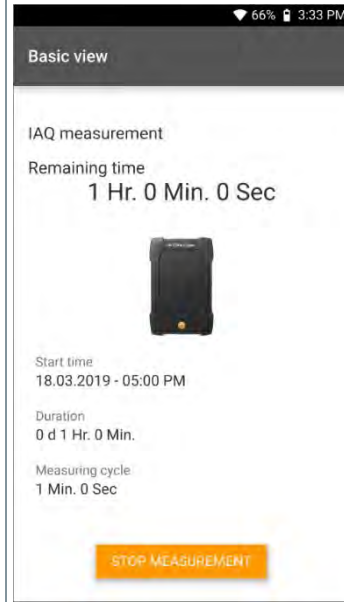 66% 3:33 PM
Basic view
IAQ measurement
Remaining time
1 Hr. 0 Min. 0 Sec
Start time
18.03.2019 - 05:00 PM
Duration
0 d 1 Hr. 0 Min.
Measuring cycle
1 Min. 0 Sec
STOP MEASUREMENT